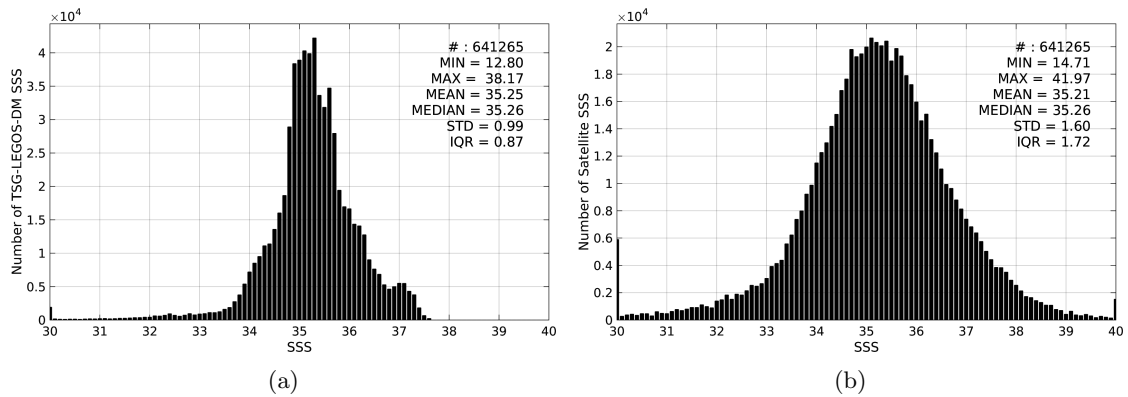 ×10⁴
Number of TSG-LEGOS-DM SSS
4
3.5
3
2.5
2
1.5
1
0.5
0
# : 641265
MIN = 12.80
MAX = 38.17
MEAN = 35.25
MEDIAN = 35.26
STD = 0.99
IQR = 0.87
30 31 32 33 34 35 36 37 38 39 40
SSS
(a)
×10⁴
Number of Satellite SSS
2
1.8
1.6
1.4
1.2
1
0.8
0.6
0.4
0.2
0
# : 641265
MIN = 14.71
MAX = 41.97
MEAN = 35.21
MEDIAN = 35.26
STD = 1.60
IQR = 1.72
30 31 32 33 34 35 36 37 38 39 40
SSS
(b)